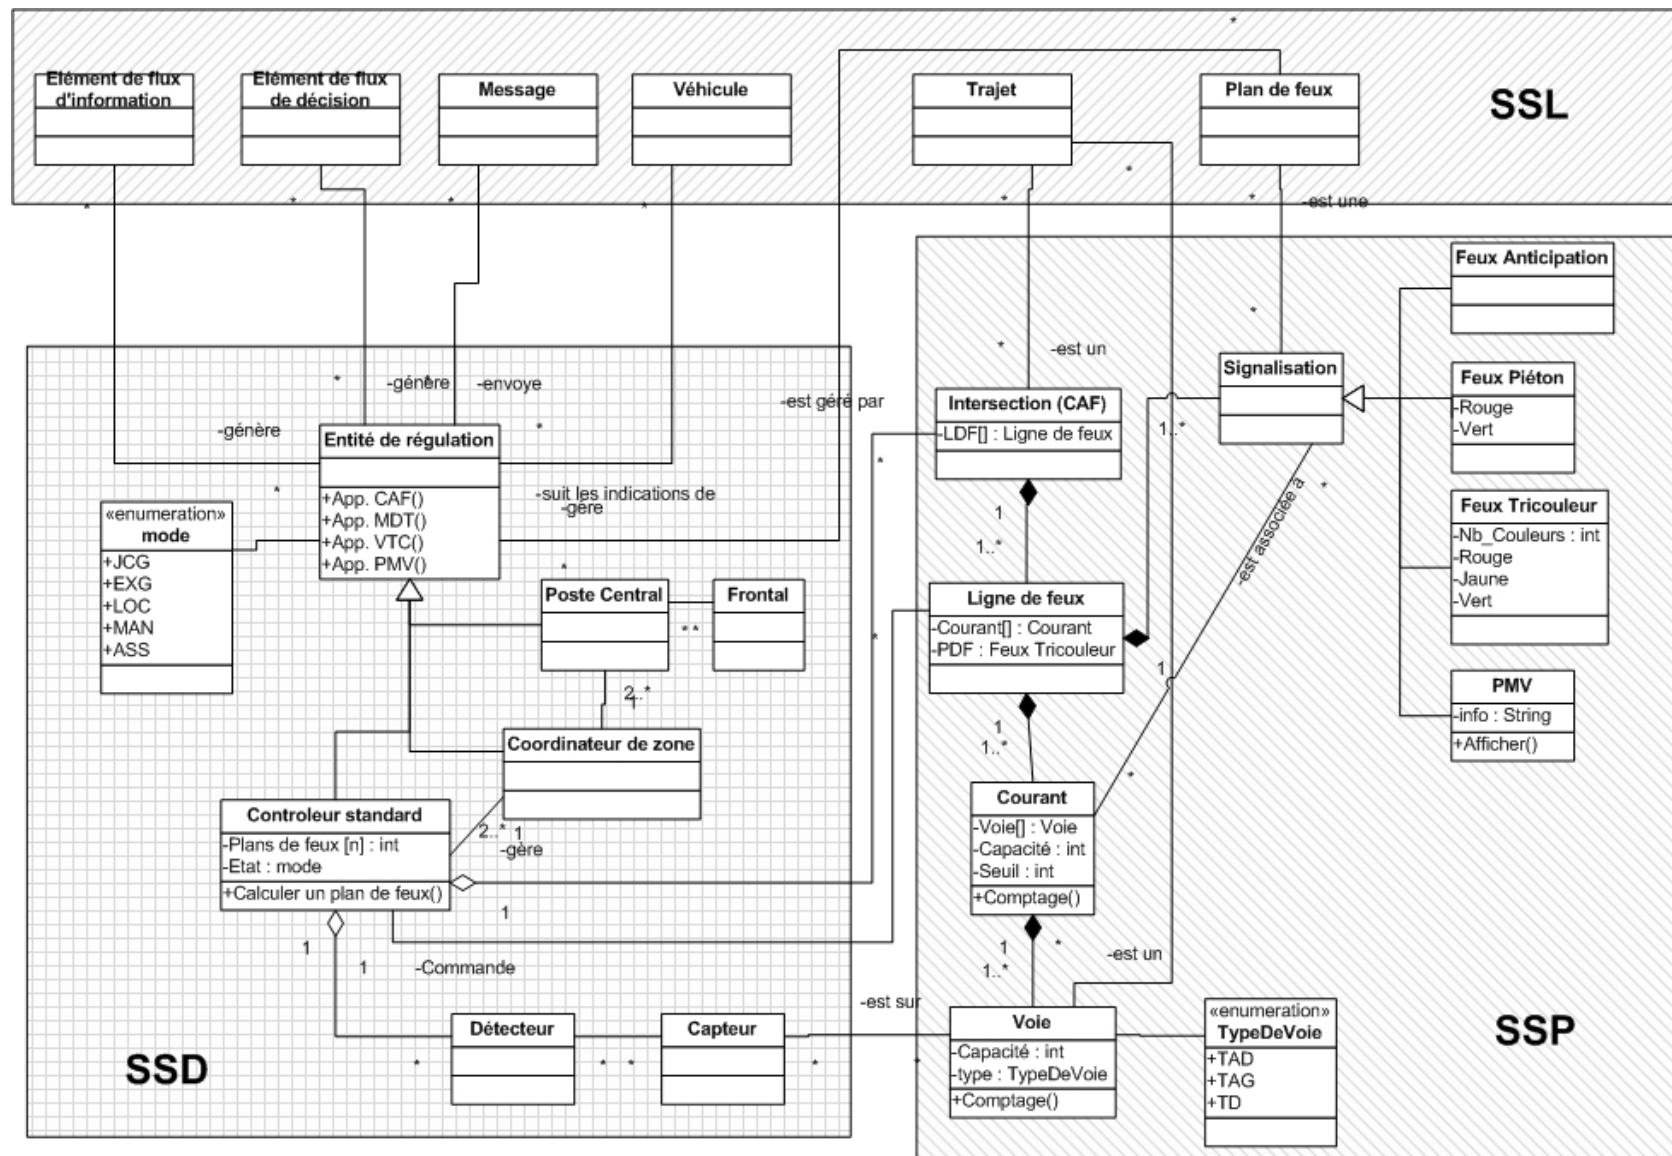 *
Elément de flux
d'information
Elément de flux
de décision
Message
Véhicule
Trajet
Plan de feux
SSL
*
*
*
*
*
*
*
-est une
Feux Anticipation
*
*
-est un
Signalisation
Feux Piéton
-Rouge
-Vert
*
-génère
*
-envoye
-est géré par
Intersection (CAF)
-LDF[] : Ligne de feux
1..*
-génère
Entité de régulation
+App. CAF()
+App. MDT()
+App. VTC()
+App. PMV()
*
*
*
-suit les indications de
-gère
*
-est associée à
*
Feux Tricouleur
-Nb_Couleurs : int
-Rouge
-Jaune
-Vert
«enumeration»
mode
+JCG
+EXG
+LOC
+MAN
+ASS
1
1..*
Poste Central
Frontal
* *
Ligne de feux
-Courant[] : Courant
-PDF : Feux Tricouleur
*
1
PMV
-info : String
+Afficher()
2..*
1
Coordinateur de zone
1
1..*
*
Courant
-Voie[] : Voie
-Capacité : int
-Seuil : int
+Comptage()
Controleur standard
-Plans de feux [n] : int
-Etat : mode
+Calculer un plan de feux()
2..*
1
-gère
1
1
1
-Commande
1
1..*
*
-est un
-est sur
SSD
Détecteur
Capteur
*
*
*
*
*
Voie
-Capacité : int
-type : TypeDeVoie
+Comptage()
«enumeration»
TypeDeVoie
+TAD
+TAG
+TD
SSP